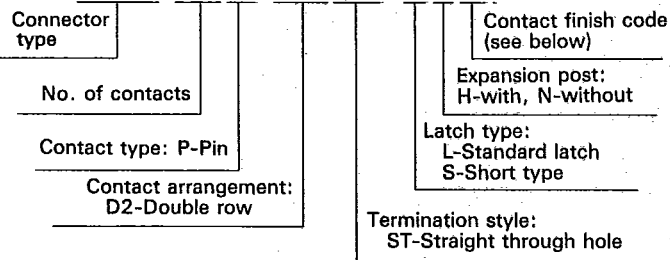 Connector
type
No. of contacts
Contact type: P-Pin
Contact arrangement:
D2-Double row
Contact finish code
(see below)
Expansion post:
H-with, N-without
Latch type:
L-Standard latch
S-Short type
Termination style:
ST-Straight through hole